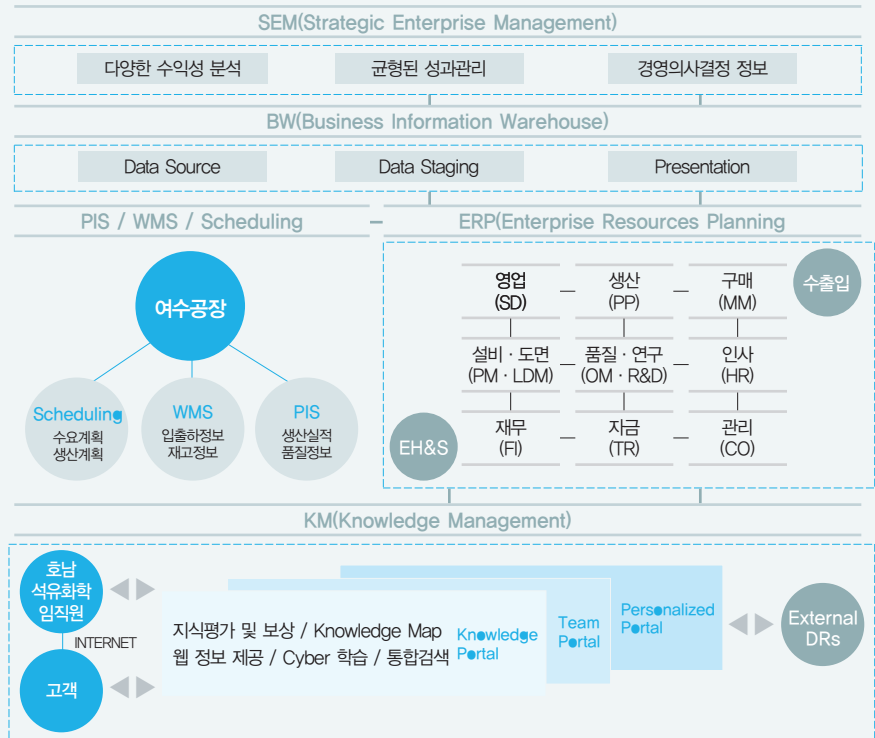 SEM(Strategic Enterprise Management)
다양한 수익성 분석
균형된 성과관리
경영의사결정 정보
BW(Business Information Warehouse)
Data Source
Data Staging
Presentation
PIS / WMS / Scheduling
여수공장
Scheduling
수요계획
생산계획
WMS
입출하정보
재고정보
PIS
생산실적
품질정보
ERP(Enterprise Resources Planning
수출입
영업
(SD)
생산
(PP)
구매
(MM)
설비 · 도면
(PM · LDM)
품질 · 연구
(OM · R&D)
인사
(HR)
재무
(FI)
자금
(TR)
관리
(CO)
EH&S
KM(Knowledge Management)
호남
석유화학
임직원
INTERNET
고객
지식평가 및 보상 / Knowledge Map
웹 정보 제공 / Cyber 학습 / 통합검색
Knowledge
Portal
Team
Portal
Personalized
Portal
External
DRs